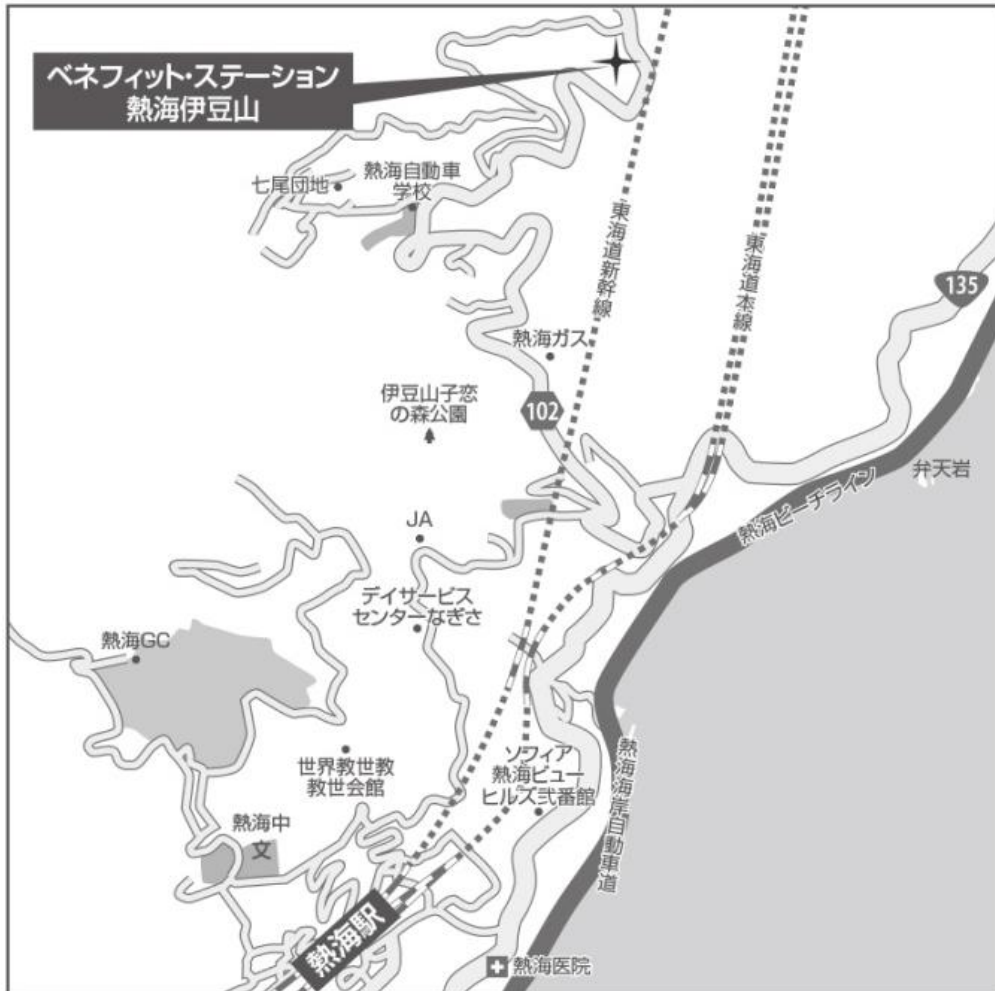 ベネフィット・ステーション
熱海伊豆山
七尾団地
熱海自動車
学校
東海道新幹線
東海道本線
135
熱海ガス
伊豆山子恋
の森公園
102
弁天岩
熱海ビーチライン
JA
デイサービス
センターなぎさ
熱海GC
世界教世教
教世会館
ソフィア
熱海ビュー
ヒルズ弐番館
熱海海岸自動車道
熱海中
文
熱海駅
熱海医院